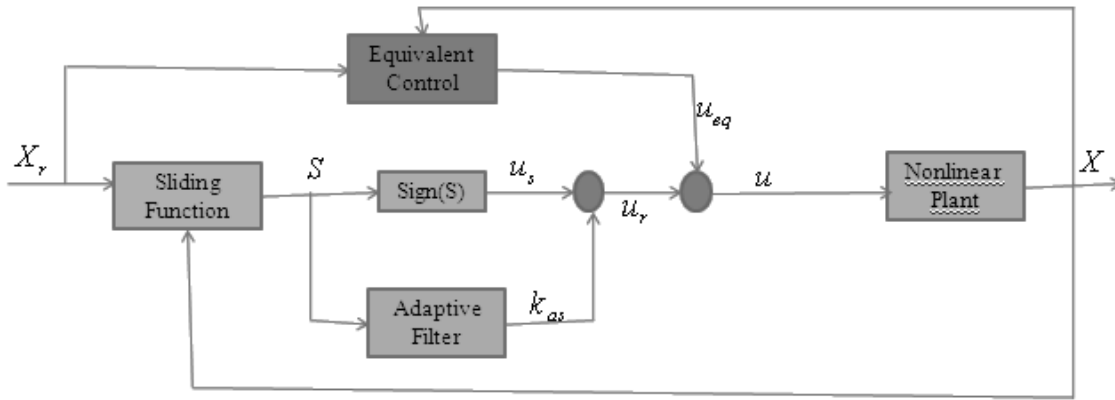 Equivalent
Control
u_eq
X_r
Sliding
Function
S
Sign(S)
u_s
u_r
u
Nonlinear
Plant
X
Adaptive
Filter
k_as